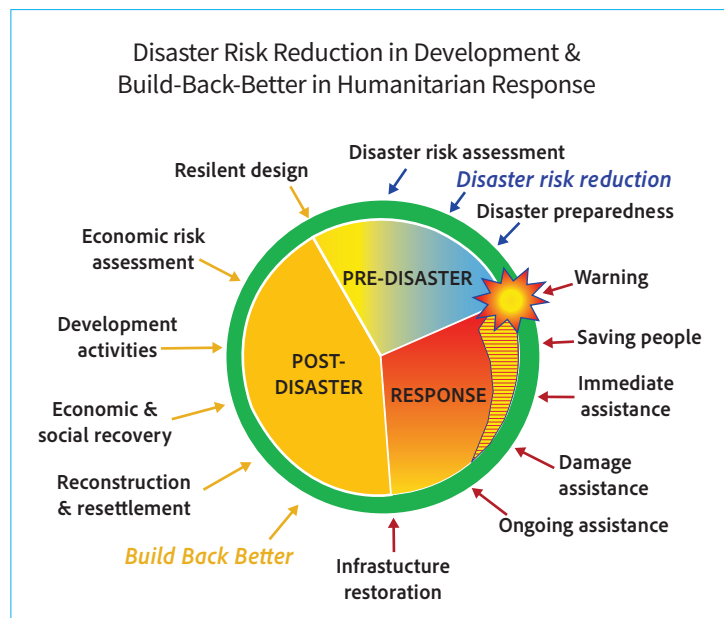 Disaster Risk Reduction in Development &
Build-Back-Better in Humanitarian Response
Disaster risk assessment
Disaster risk reduction
Disaster preparedness
Warning
Saving people
Immediate
assistance
Damage
assistance
Ongoing assistance
Infrastucture
restoration
Build Back Better
Reconstruction
& resettlement
Economic &
social recovery
Development
activities
Economic risk
assessment
Resilent design
PRE-DISASTER
POST-
DISASTER
RESPONSE